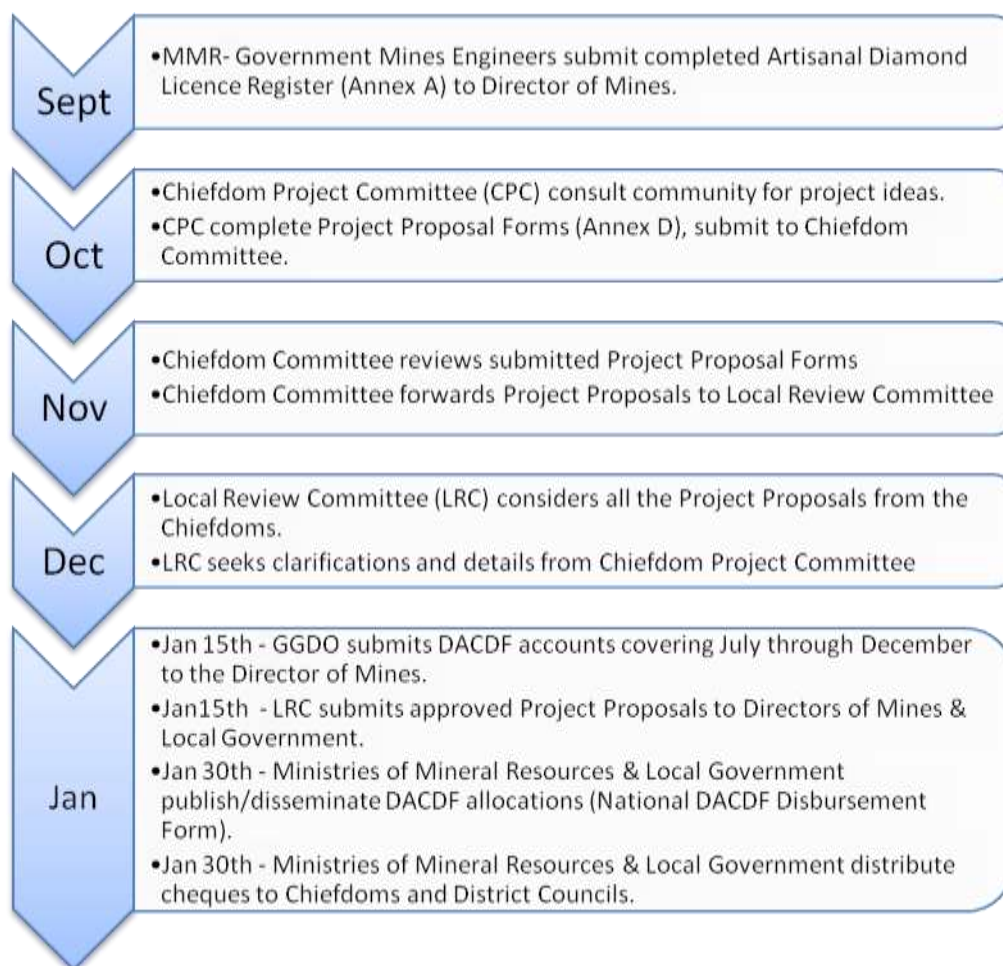 Sept
•MMR- Government Mines Engineers submit completed Artisanal Diamond
Licence Register (Annex A) to Director of Mines.
Oct
•Chiefdom Project Committee (CPC) consult community for project ideas.
•CPC complete Project Proposal Forms (Annex D), submit to Chiefdom
Committee.
Nov
•Chiefdom Committee reviews submitted Project Proposal Forms
•Chiefdom Committee forwards Project Proposals to Local Review Committee
Dec
•Local Review Committee (LRC) considers all the Project Proposals from the
Chiefdoms.
•LRC seeks clarifications and details from Chiefdom Project Committee
Jan
•Jan 15th - GGDO submits DACDF accounts covering July through December
to the Director of Mines.
•Jan15th - LRC submits approved Project Proposals to Directors of Mines &
Local Government.
•Jan 30th - Ministries of Mineral Resources & Local Government
publish/disseminate DACDF allocations (National DACDF Disbursement
Form).
•Jan 30th - Ministries of Mineral Resources & Local Government distribute
cheques to Chiefdoms and District Councils.